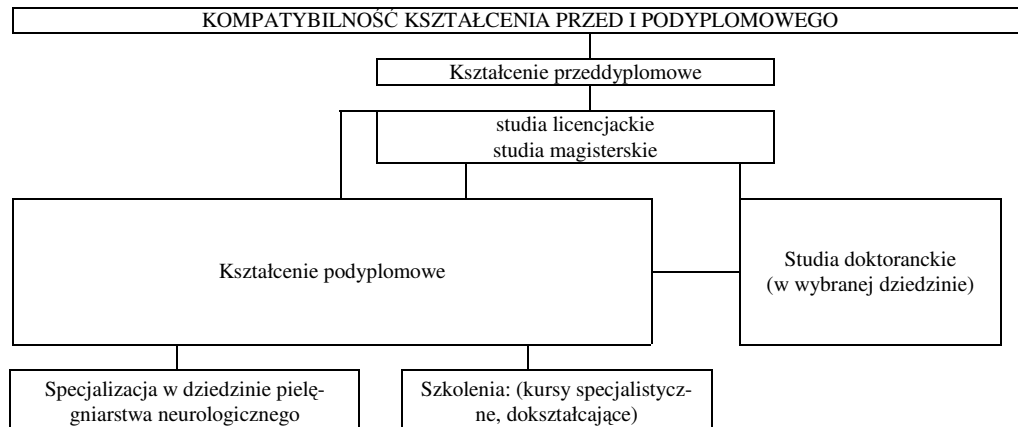 KOMPATYBILNOŚĆ KSZTAŁCENIA PRZED I PODYPLOMOWEGO
Kształcenie przeddyplomowe
studia licencjackie
studia magisterskie
Kształcenie podyplomowe
Studia doktoranckie
(w wybranej dziedzinie)
Specjalizacja w dziedzinie pielę-
gniarstwa neurologicznego
Szkolenia: (kursy specjalistycz-
ne, dokształcające)